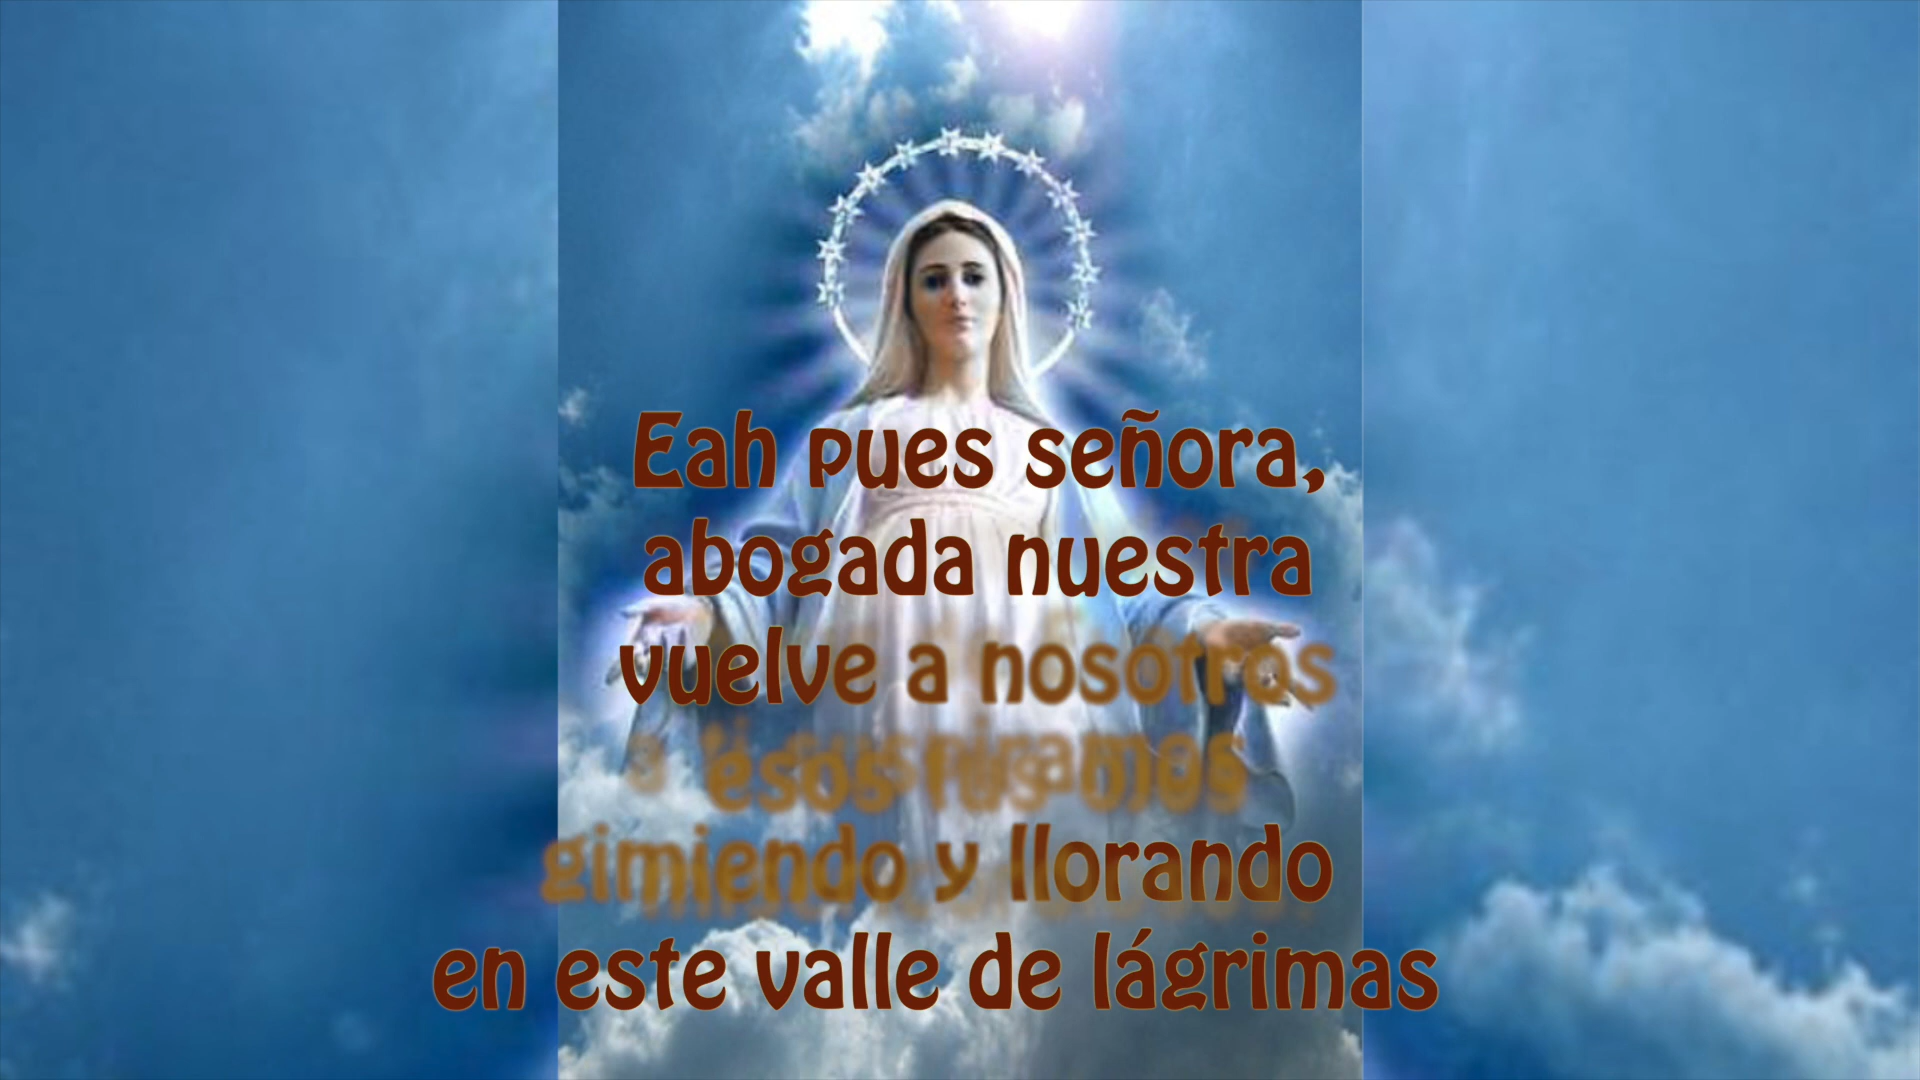 Eah pues señora,
abogada nuestra
vuelve a nosotros
gimiendo y llorando
en este valle de lágrimas